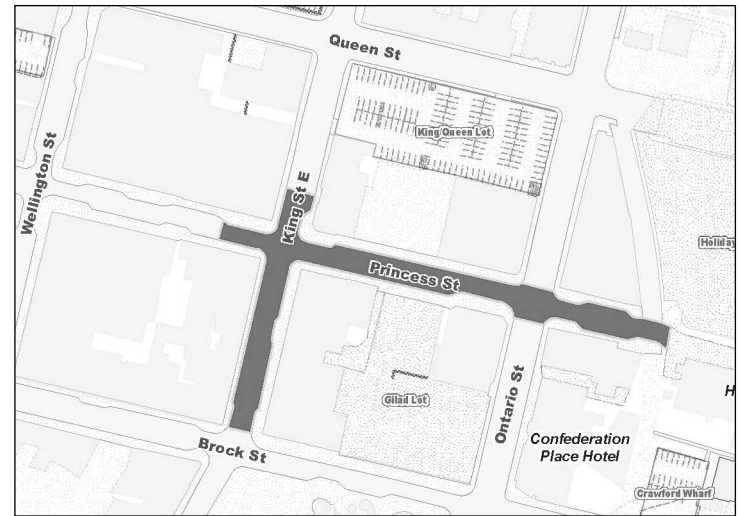 Queen St
King Queen Lot
Wellington St
King St E
Holiday
Princess St
Gilad Lot
Ontario St
H
Brock St
Confederation
Place Hotel
Crawford Wharf